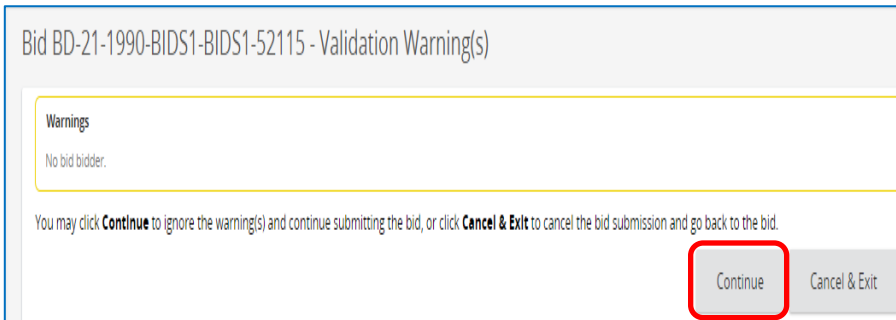 Bid BD-21-1990-BIDS1-BIDS1-52115 - Validation Warning(s)
Warnings
No bid bidder.
You may click Continue to ignore the warning(s) and continue submitting the bid, or click Cancel & Exit to cancel the bid submission and go back to the bid.
Continue Cancel & Exit